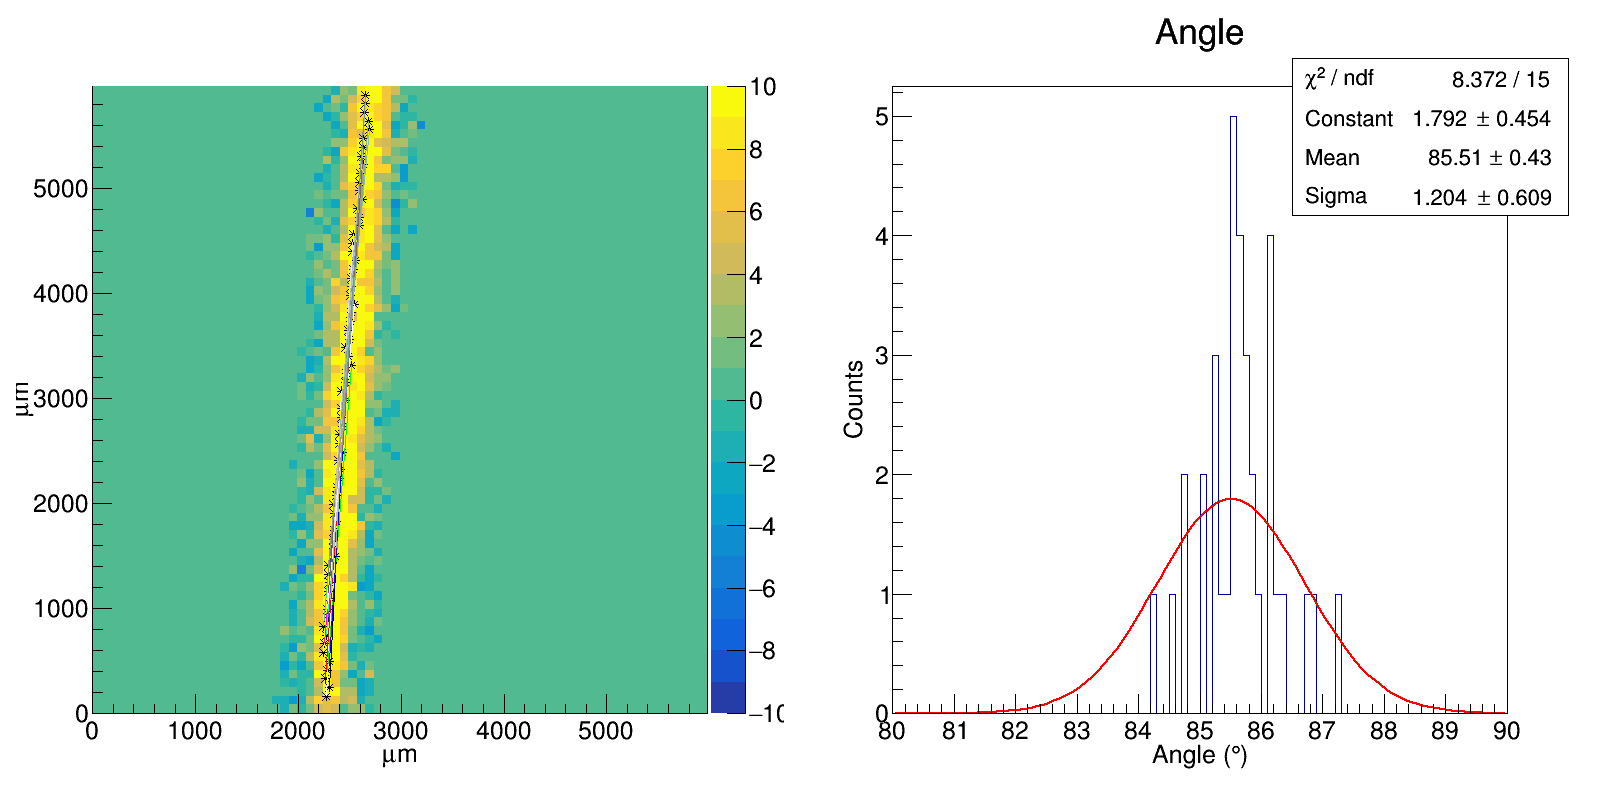 Angle
χ² / ndf 8.372 / 15
Constant 1.792 ± 0.454
Mean 85.51 ± 0.43
Sigma 1.204 ± 0.609
10
8
6
4
2
0
−2
−4
−6
−8
−10
5000
4000
3000
2000
1000
0
μm
0 1000 2000 3000 4000 5000
μm
5
4
3
2
1
0
Counts
80 81 82 83 84 85 86 87 88 89 90
Angle (°)